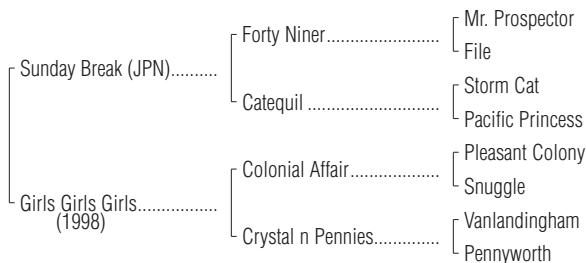 Mr. Prospector
Forty Niner........................
File
Sunday Break (JPN)..........
Storm Cat
Catequil ............................
Pacific Princess
Pleasant Colony
Colonial Affair...................
Snuggle
Girls Girls Girls.................
(1998)
Vanlandingham
Crystal n Pennies..............
Pennyworth